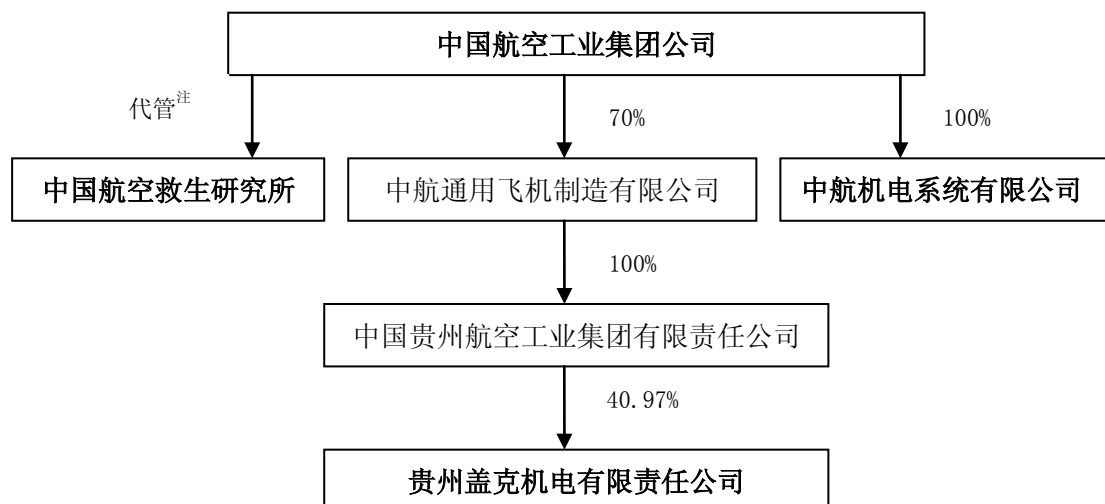 中国航空工业集团公司
代管注
70%
100%
中国航空救生研究所
中航通用飞机制造有限公司
中航机电系统有限公司
100%
中国贵州航空工业集团有限责任公司
40.97%
贵州盖克机电有限责任公司